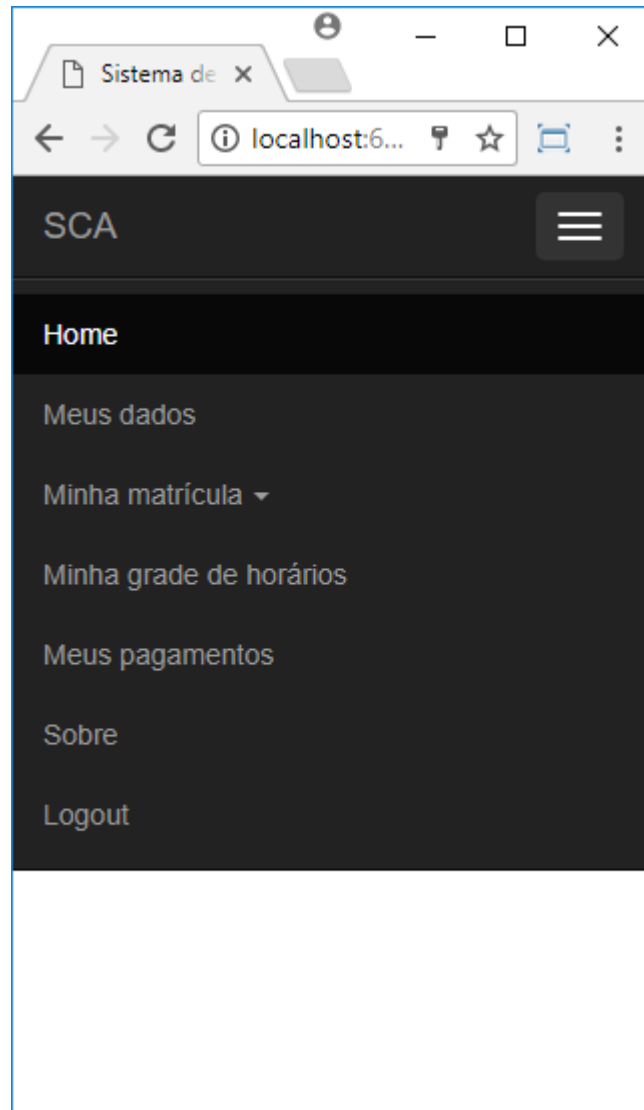 Sistema de
localhost:6...
SCA
Home
Meus dados
Minha matrícula
Minha grade de horários
Meus pagamentos
Sobre
Logout